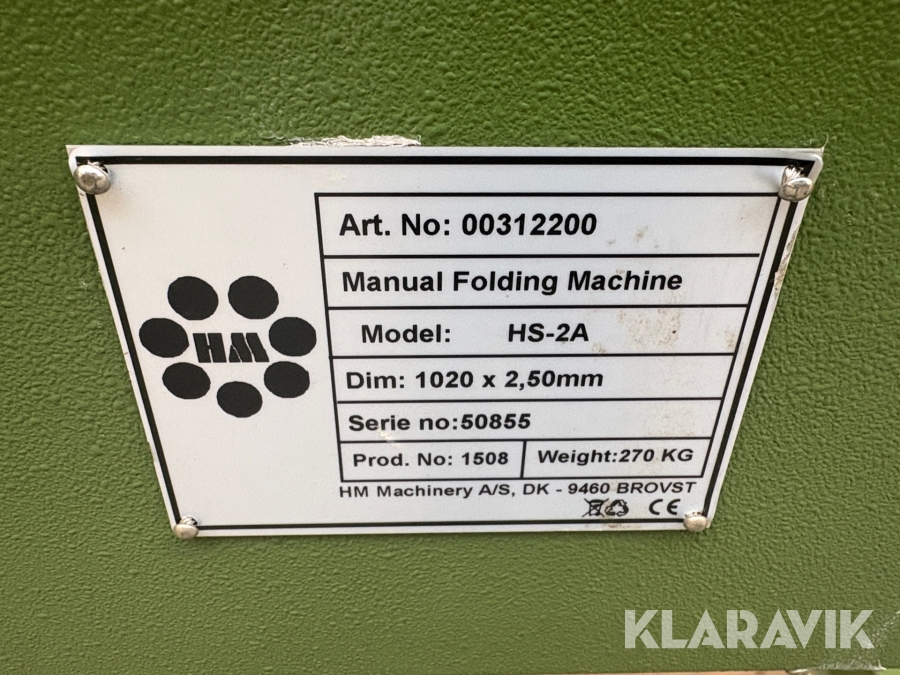 Art. No: 00312200
Manual Folding Machine
HM
Model: HS-2A
Dim: 1020 x 2,50mm
Serie no:50855
Prod. No: 1508 Weight:270 KG
HM Machinery A/S, DK - 9460 BROVST
CE
KLARAVIK